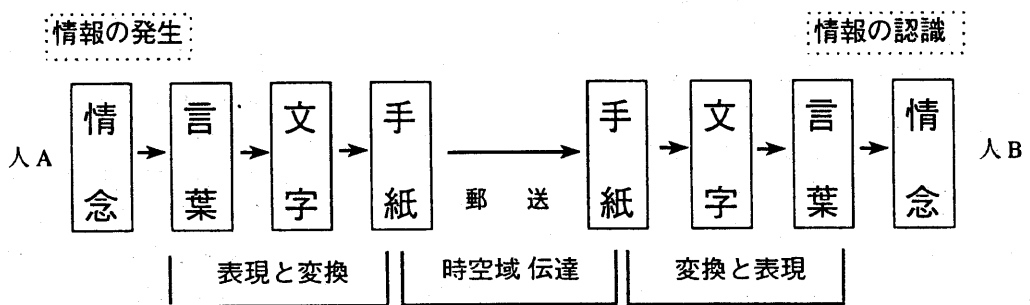 情報の発生
情報の認識
人A
情念
言葉
文字
手紙
郵 送
手紙
文字
言葉
情念
人B
表現と変換
時空域 伝達
変換と表現